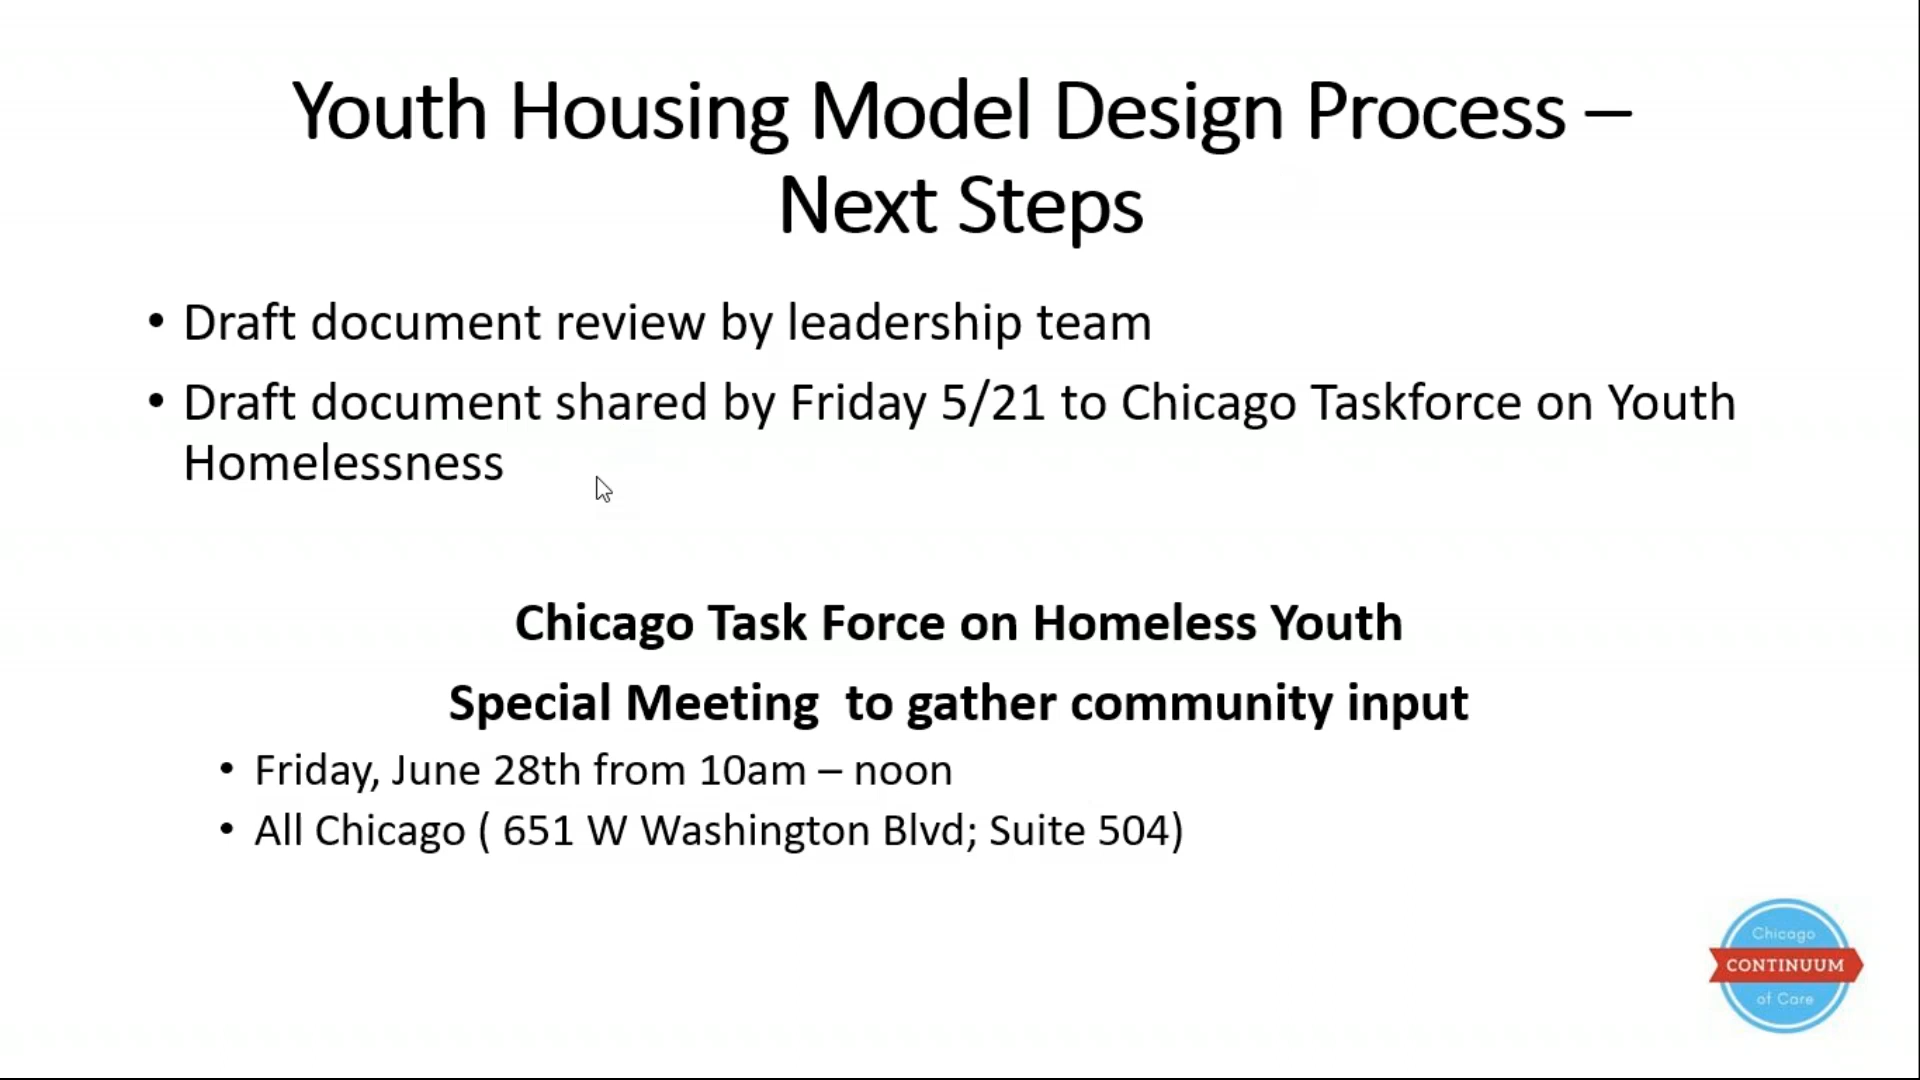 Youth Housing Model Design Process –
Next Steps
• Draft document review by leadership team
• Draft document shared by Friday 5/21 to Chicago Taskforce on Youth
Homelessness
Chicago Task Force on Homeless Youth
Special Meeting  to gather community input
• Friday, June 28th from 10am – noon
• All Chicago ( 651 W Washington Blvd; Suite 504)
Chicago
CONTINUUM
of Care